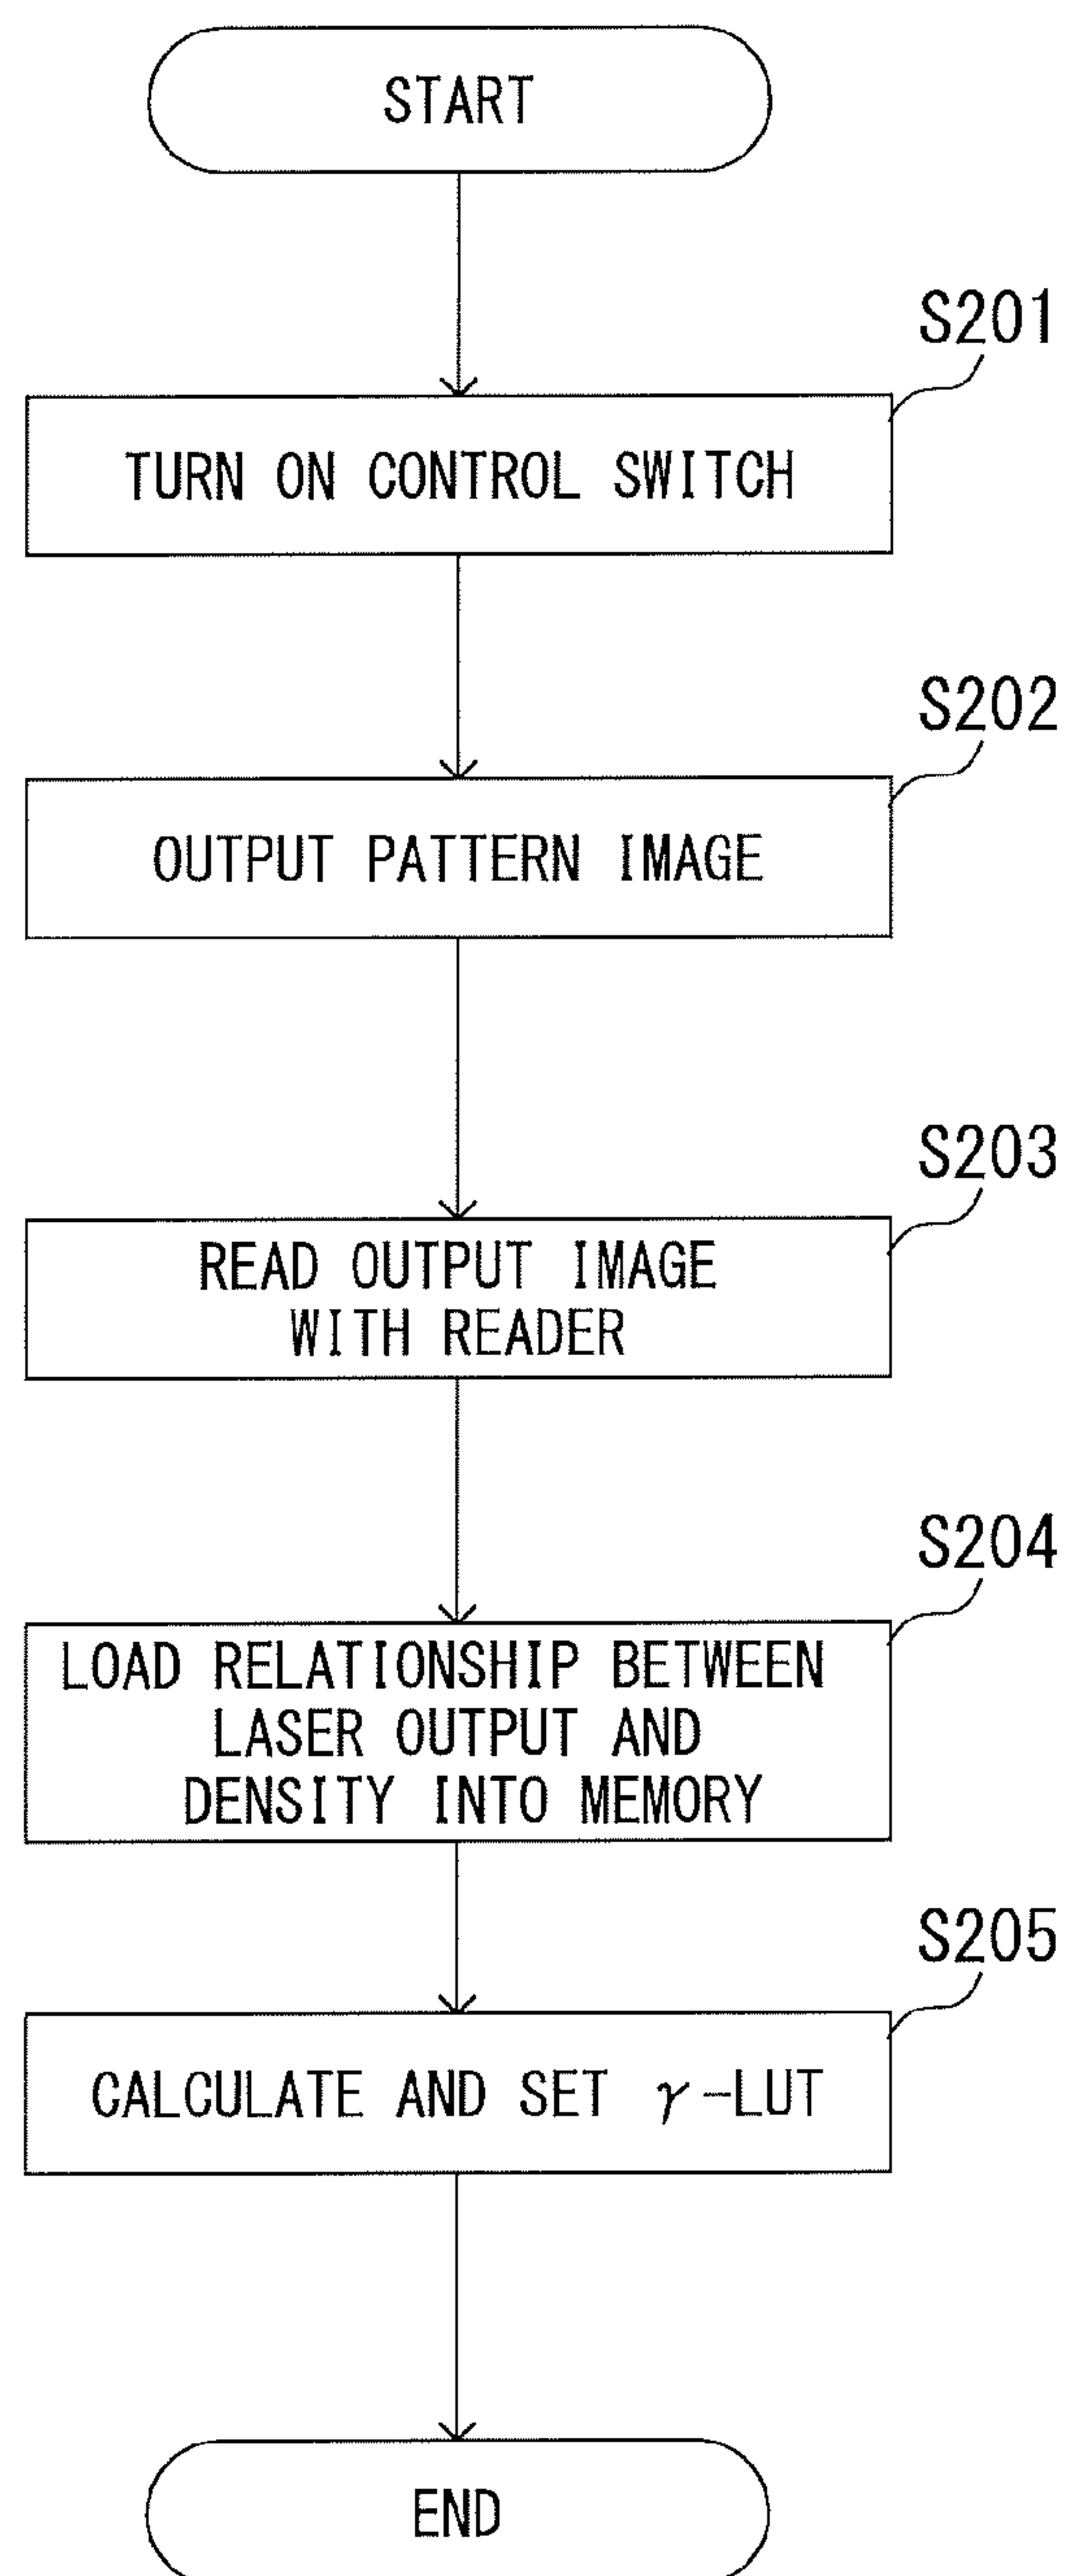 START
S201
TURN ON CONTROL SWITCH
S202
OUTPUT PATTERN IMAGE
S203
READ OUTPUT IMAGE
WITH READER
S204
LOAD RELATIONSHIP BETWEEN
LASER OUTPUT AND
DENSITY INTO MEMORY
S205
CALCULATE AND SET γ-LUT
END